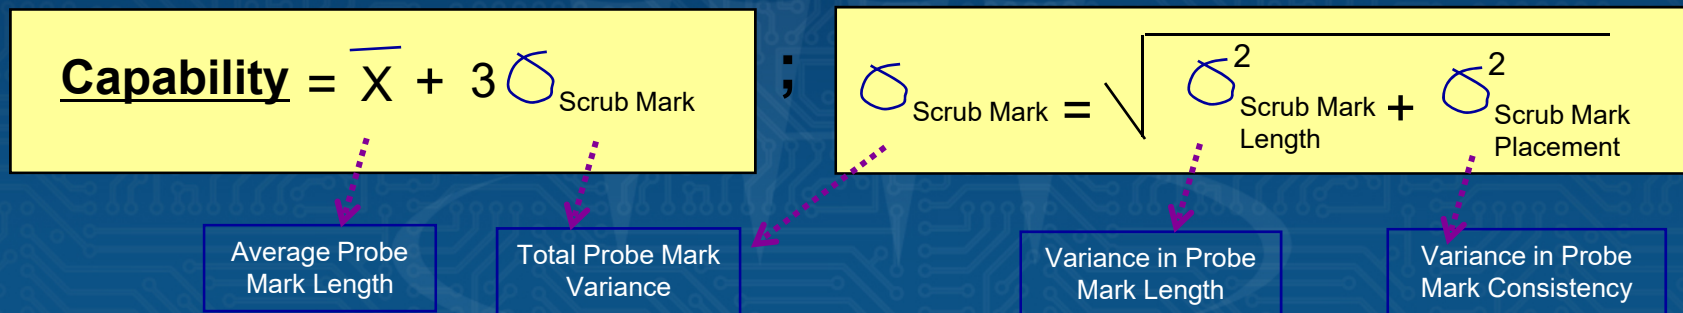 Capability = X̄ + 3 σ Scrub Mark ; σ Scrub Mark = √ σ² Scrub Mark Length + σ² Scrub Mark Placement
Average Probe
Mark Length
Total Probe Mark
Variance
Variance in Probe
Mark Length
Variance in Probe
Mark Consistency